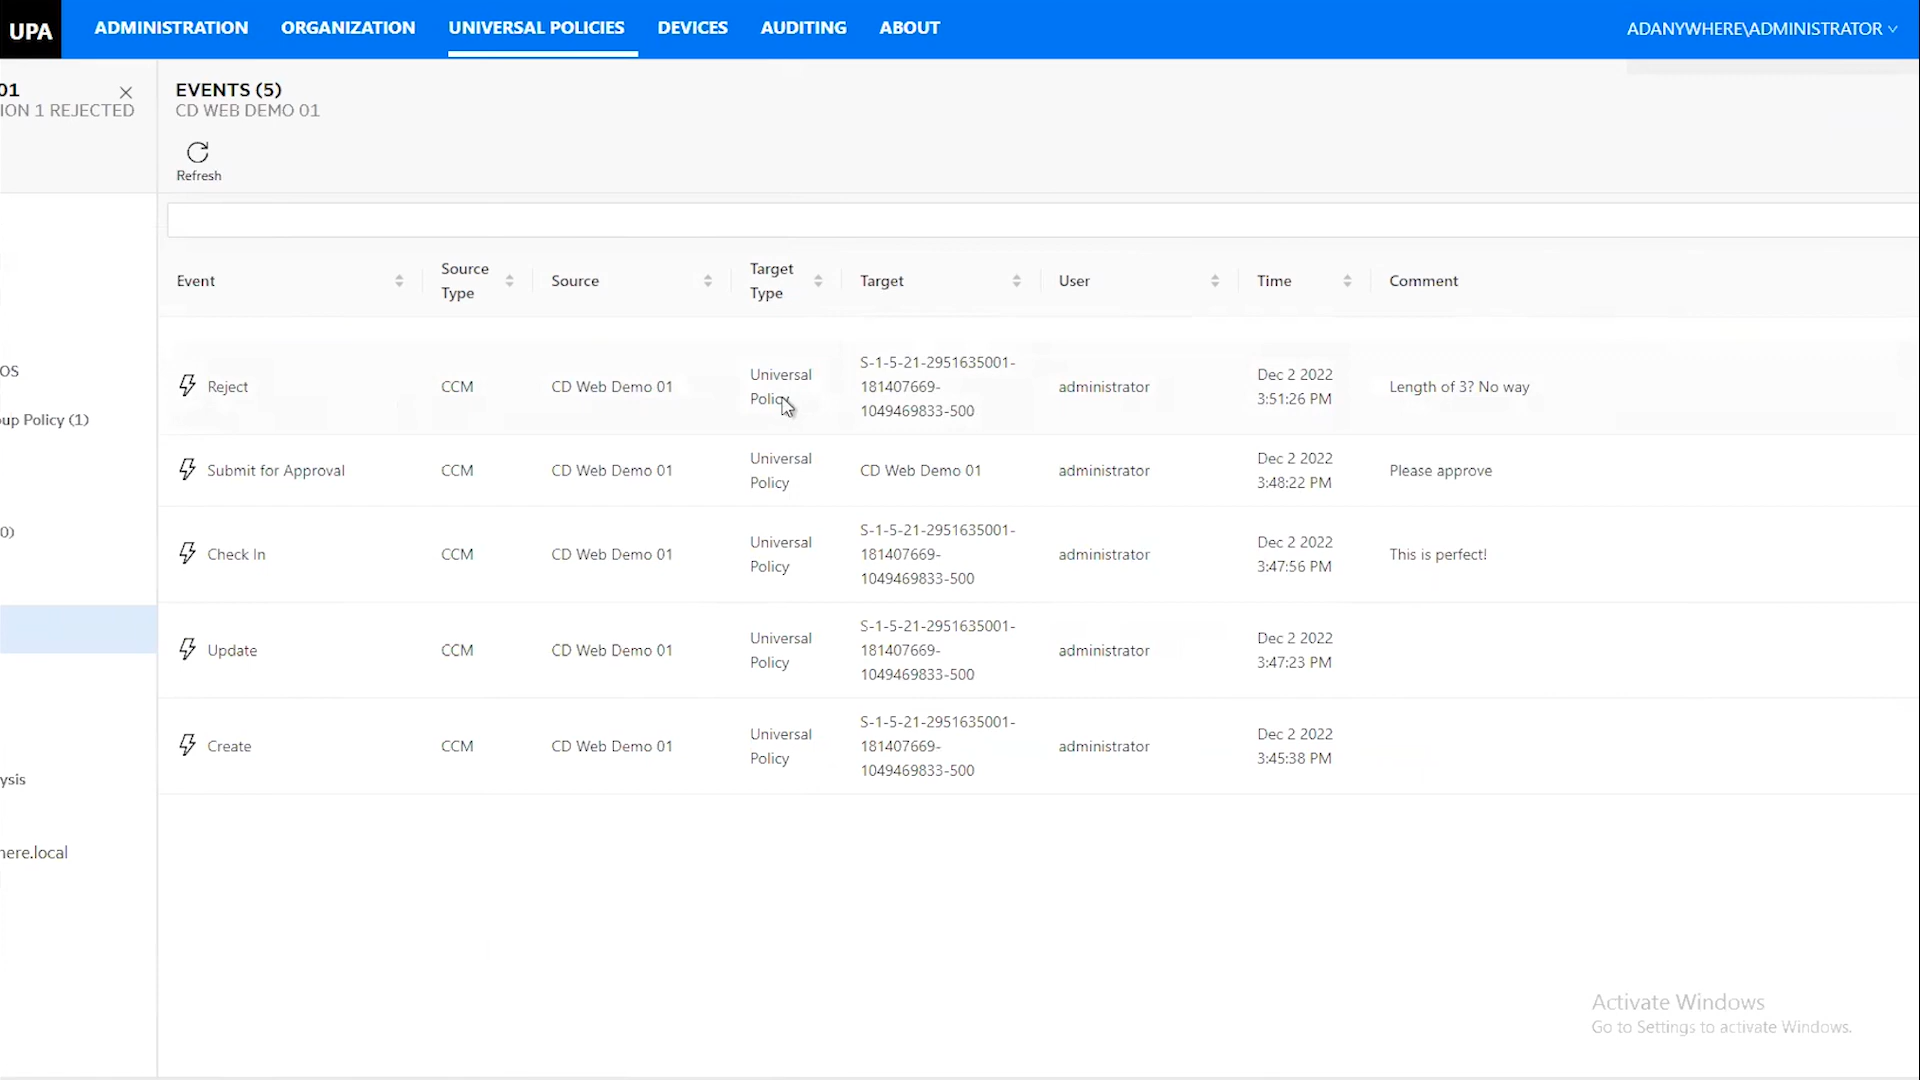 UPA
ADMINISTRATION
ORGANIZATION
UNIVERSAL POLICIES
DEVICES
AUDITING
ABOUT
ADANYWHERE\ADMINISTRATOR
01
ION 1 REJECTED
EVENTS (5)
CD WEB DEMO 01
Refresh
OS
up Policy (1)
0)
ysis
here.local
Event
Source
Type
Source
Target
Type
Target
User
Time
Comment
Reject
CCM
CD Web Demo 01
Universal
Policy
S-1-5-21-2951635001-
181407669-
1049469833-500
administrator
Dec 2 2022
3:51:26 PM
Length of 3? No way
Submit for Approval
CCM
CD Web Demo 01
Universal
Policy
CD Web Demo 01
administrator
Dec 2 2022
3:48:22 PM
Please approve
Check In
CCM
CD Web Demo 01
Universal
Policy
S-1-5-21-2951635001-
181407669-
1049469833-500
administrator
Dec 2 2022
3:47:56 PM
This is perfect!
Update
CCM
CD Web Demo 01
Universal
Policy
S-1-5-21-2951635001-
181407669-
1049469833-500
administrator
Dec 2 2022
3:47:23 PM
Create
CCM
CD Web Demo 01
Universal
Policy
S-1-5-21-2951635001-
181407669-
1049469833-500
administrator
Dec 2 2022
3:45:38 PM
Activate Windows
Go to Settings to activate Windows.